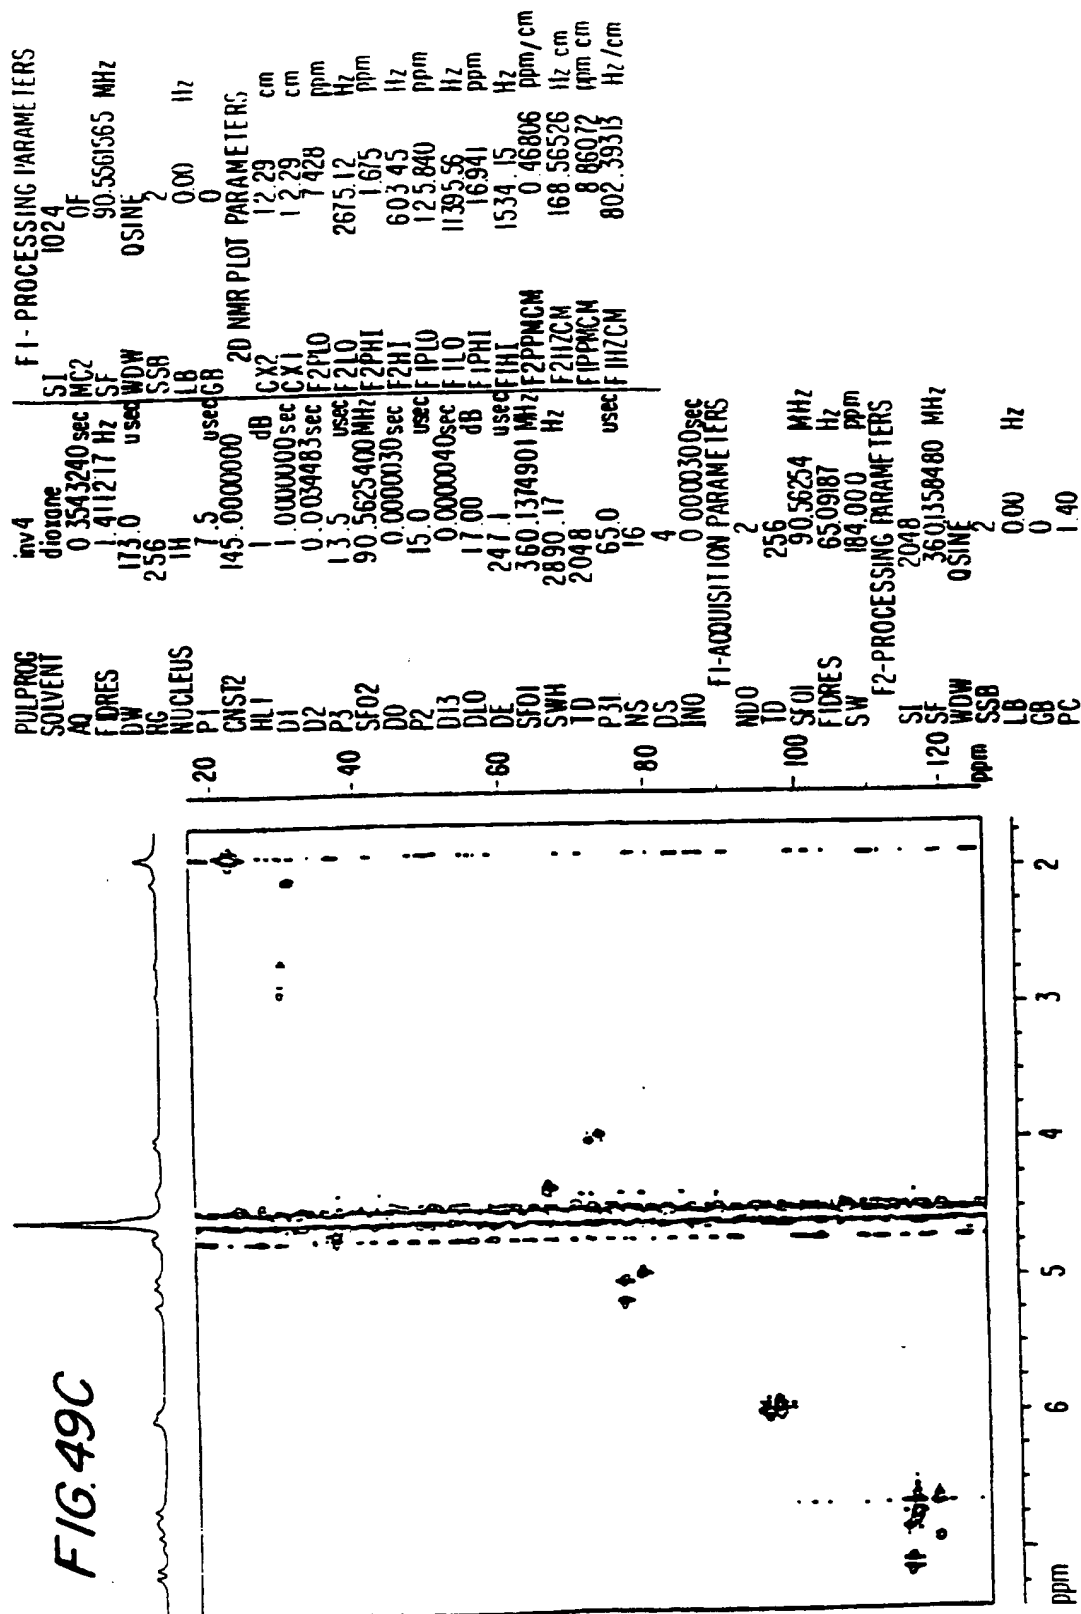 FIG. 49C
PULPROG inv4
SOLVENT dioxane
AQ 0.3543240 sec
FIDRES 1.411217 Hz
DW 173.0 usec
RG 256
NUCLEUS 1H
P1 7.5 usec
CNST2 145.0000000
HL1 1 dB
D1 1.0000000 sec
D2 0.0034483 sec
P3 13.5 usec
SFO2 90.5625400 MHz
D0 0.0000030 sec
P2 15.0 usec
D13 0.0000040 sec
DLO 17.00 dB
DE 247.1 usec
SFO1 360.1374901 MHz
SWH 2890.17 Hz
TD 2048
P31 65.0 usec
NS 16
DS 4
IN0 0.0000300 sec
F1-ACQUISITION PARAMETERS
ND0 2
TD 256
SFO1 90.56254 MHz
FIDRES 65.09187 Hz
SW 184.000 ppm
F2-PROCESSING PARAMETERS
SI 2048
SF 360.1358480 MHz
WDW QSINE
SSB 2
LB 0.00 Hz
GB 0
PC 1.40
F1- PROCESSING PARAMETERS
SI 1024
MC2 QF
SF 90.5561565 MHz
WDW QSINE
SSB 2
LB 0.00 Hz
GB 0
2D NMR PLOT PARAMETERS
CX2 12.29 cm
CX1 12.29 cm
F2PLO 7.428 ppm
F2LO 2675.12 Hz
F2PHI 1.675 ppm
F2HI 603.45 Hz
F1PLO 125.840 ppm
F1LO 11395.56 Hz
F1PHI 16.941 ppm
F1HI 1534.15 Hz
F2PPMCM 0.46806 ppm/cm
F2HZCM 168.56526 Hz cm
F1PPMCM 8.86072 ppm cm
F1HZCM 802.39313 Hz/cm
20
40
60
80
100
120
ppm
ppm
6
5
4
3
2